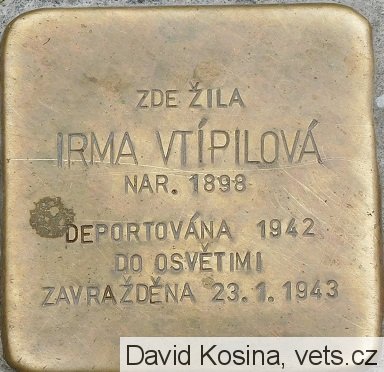 ZDE ŽILA
IRMA VTÍPILOVÁ
NAR. 1898
DEPORTOVÁNA 1942
DO OSVĚTIMI
ZAVRAŽDĚNA 23.1.1943
David Kosina, vets.cz